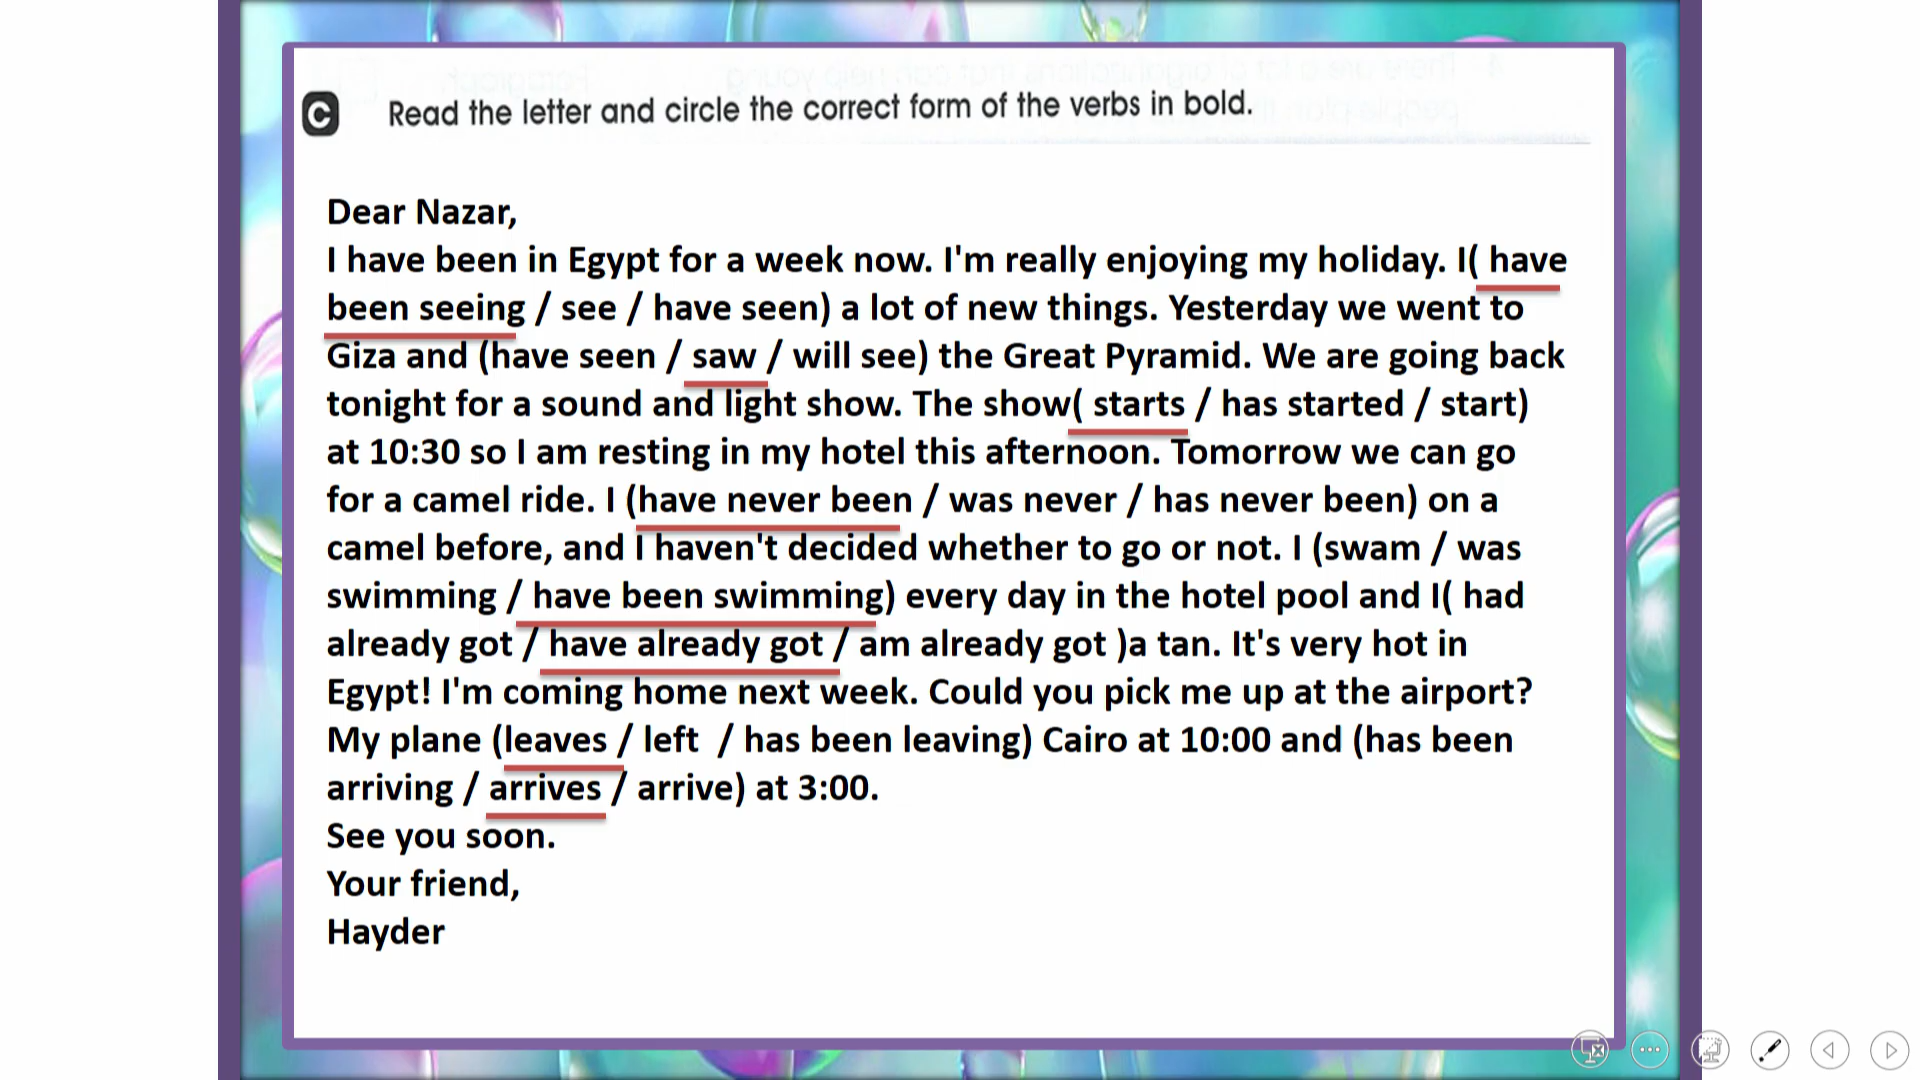 C Read the letter and circle the correct form of the verbs in bold.
Dear Nazar,
I have been in Egypt for a week now. I'm really enjoying my holiday. I( have
been seeing / see / have seen) a lot of new things. Yesterday we went to
Giza and (have seen / saw / will see) the Great Pyramid. We are going back
tonight for a sound and light show. The show( starts / has started / start)
at 10:30 so I am resting in my hotel this afternoon. Tomorrow we can go
for a camel ride. I (have never been / was never / has never been) on a
camel before, and I haven't decided whether to go or not. I (swam / was
swimming / have been swimming) every day in the hotel pool and I( had
already got / have already got / am already got )a tan. It's very hot in
Egypt! I'm coming home next week. Could you pick me up at the airport?
My plane (leaves / left  / has been leaving) Cairo at 10:00 and (has been
arriving / arrives / arrive) at 3:00.
See you soon.
Your friend,
Hayder